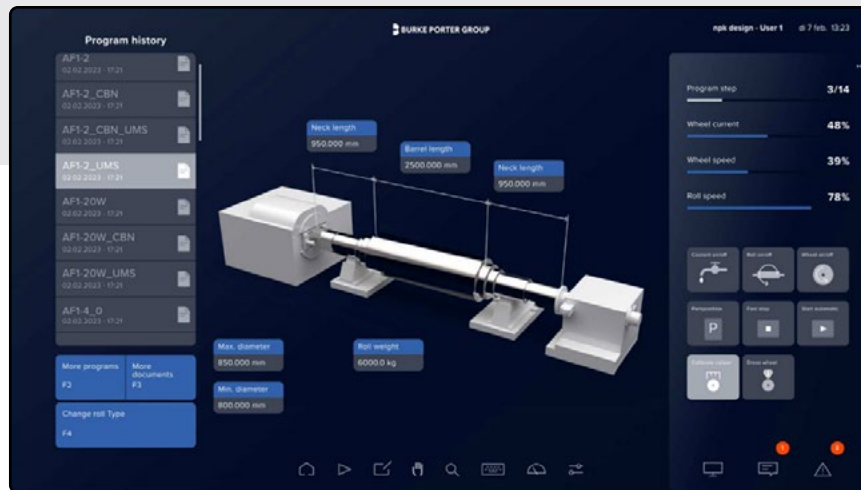 Program history
BURKE PORTER GROUP
npk design - User 1
di 7 feb. 13:23
AF1-2
02.02.2023 - 17:21
AF1-2_CBN
02.02.2023 - 17:21
AF1-2_CBN_UMS
02.02.2023 - 17:21
AF1-2_UMS
02.02.2023 - 17:21
AF1-20W
02.02.2023 - 17:21
AF1-20W_CBN
02.02.2023 - 17:21
AF1-20W_UMS
02.02.2023 - 17:21
AF1-4_0
02.02.2023 - 17:21
More programs
F2
More
documents
F3
Change roll Type
F4
Neck length
950.000 mm
Barrel length
2500.000 mm
Neck length
950.000 mm
Max. diameter
850.000 mm
Min. diameter
800.000 mm
Roll weight
6000.0 kg
Program step
3/14
Wheel current
48%
Wheel speed
39%
Roll speed
78%
Coolant on/off
Roll on/off
Wheel on/off
Parkposition
P
Fast stop
Start automatic
Calibrate caliper
Dress wheel
1